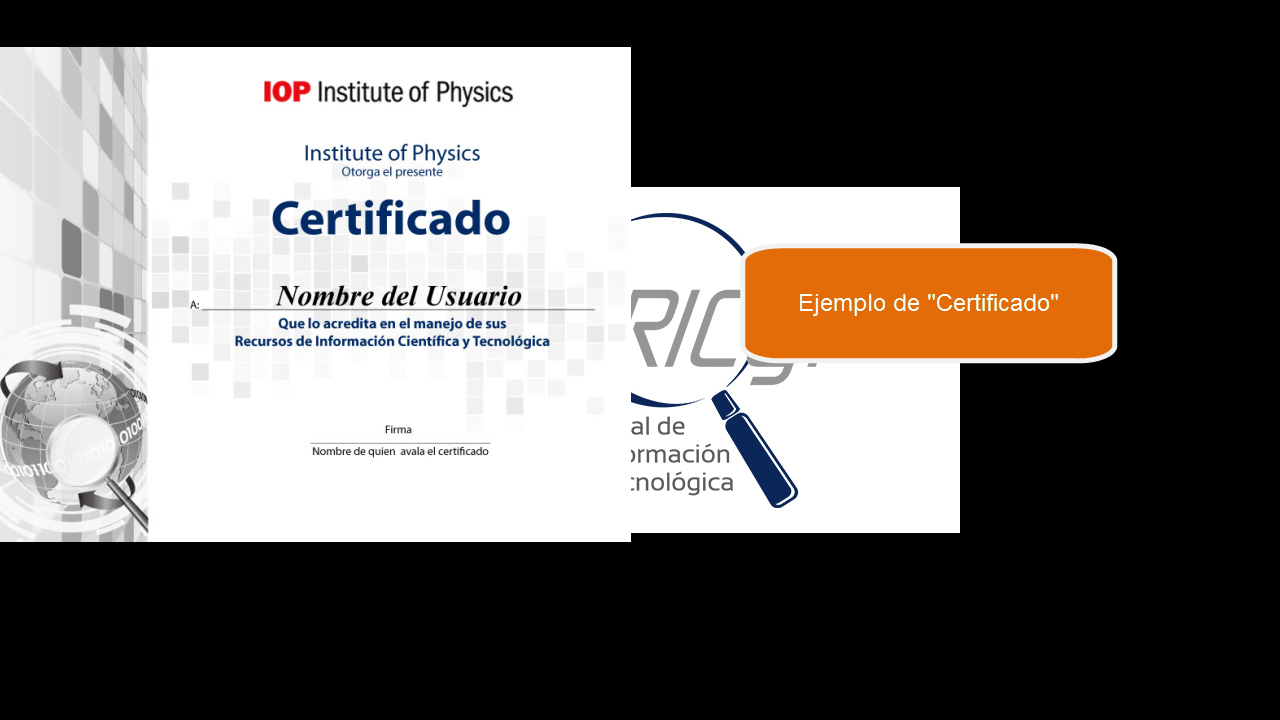 IOP Institute of Physics
Institute of Physics
Otorga el presente
Certificado
A: Nombre del Usuario
Que lo acredita en el manejo de sus
Recursos de Información Científica y Tecnológica
Firma
Nombre de quien avala el certificado
Ejemplo de "Certificado"
al de
ormación
cnológica